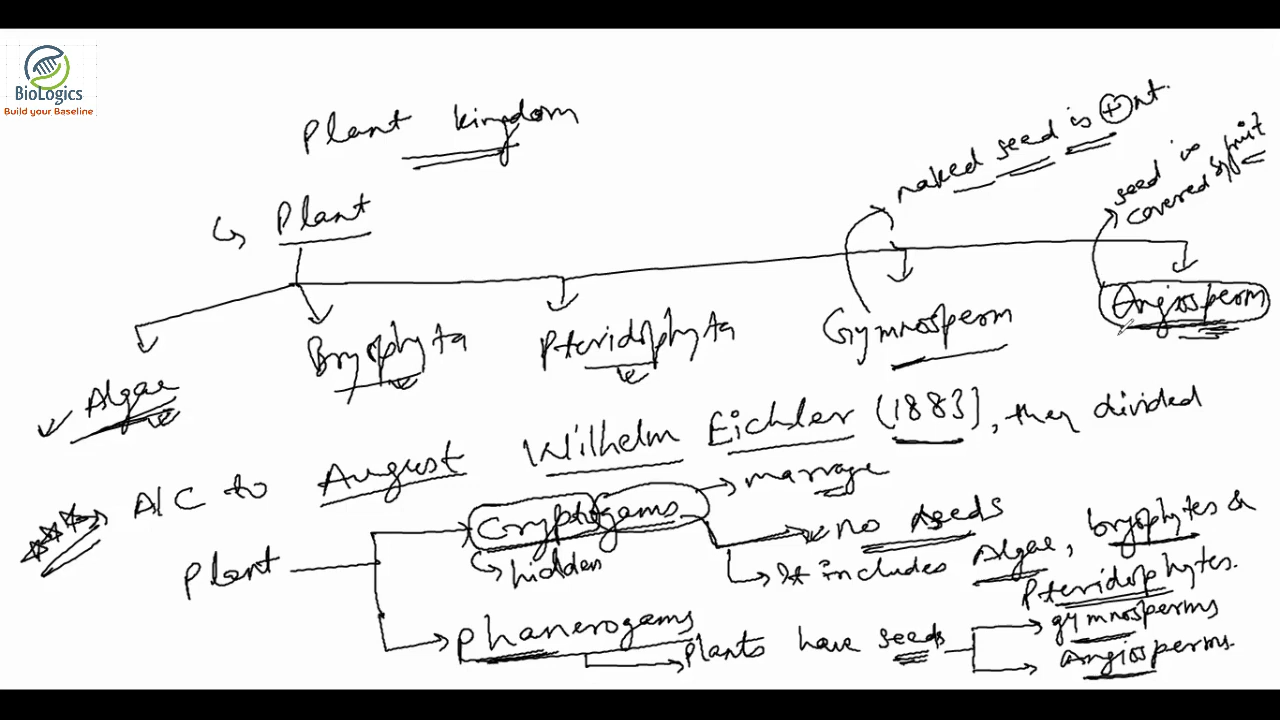 BioLogics
Build your Baseline
Plant kingdom
naked seed is + nt.
seed is
covered by fruit
Plant
Algae
Bryophyta
Pteridophyta
Gymnosperm
Angiosperm
A/C to August Wilhelm Eichler (1883), they divided
Plant
Cryptogams
marrage
hidden
no seeds
It includes Algae, bryophytes &
Pteridophytes.
Phanerogams
Plants have seeds
gymnosperms
angiosperms.